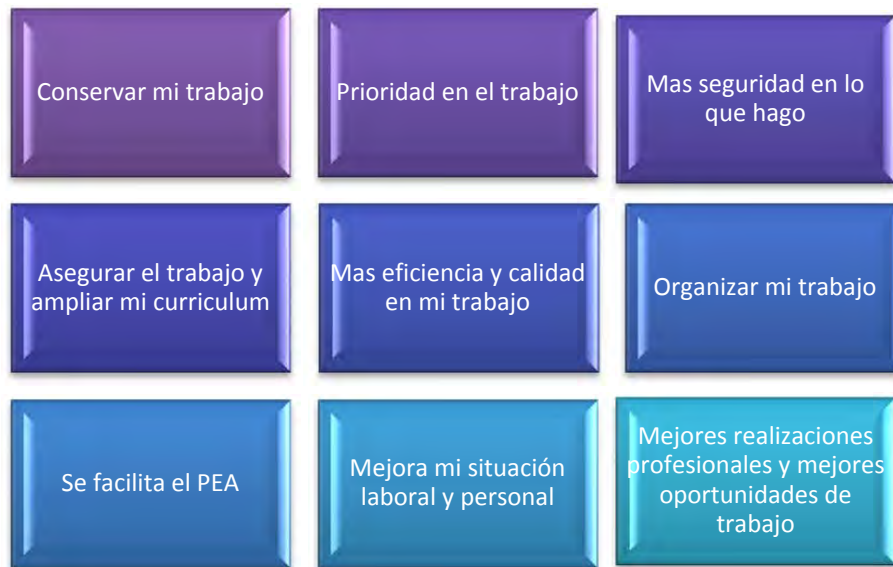 Conservar mi trabajo
Prioridad en el trabajo
Mas seguridad en lo
que hago
Asegurar el trabajo y
ampliar mi curriculum
Mas eficiencia y calidad
en mi trabajo
Organizar mi trabajo
Se facilita el PEA
Mejora mi situación
laboral y personal
Mejores realizaciones
profesionales y mejores
oportunidades de
trabajo